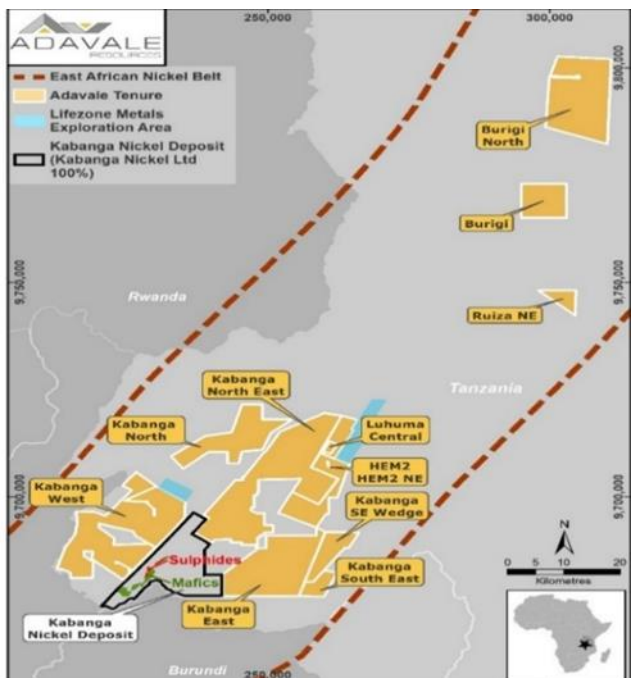 ADAVALE
RESOURCES
East African Nickel Belt
Adavale Tenure
Lifezone Metals
Exploration Area
Kabanga Nickel Deposit
(Kabanga Nickel Ltd
100%)
250,000
300,000
9,800,000
Burigi
North
Burigi
9,750,000
9,750,000
Ruiza NE
Rwanda
Tanzania
Kabanga
North East
Kabanga
North
Luhuma
Central
HEM2
HEM2 NE
Kabanga
West
9,700,000
9,700,000
Kabanga
SE Wedge
Sulphides
Mafics
Kabanga
South East
Kabanga
East
Kabanga
Nickel Deposit
Burundi
250,000
N
0 5 10 20
Kilometres